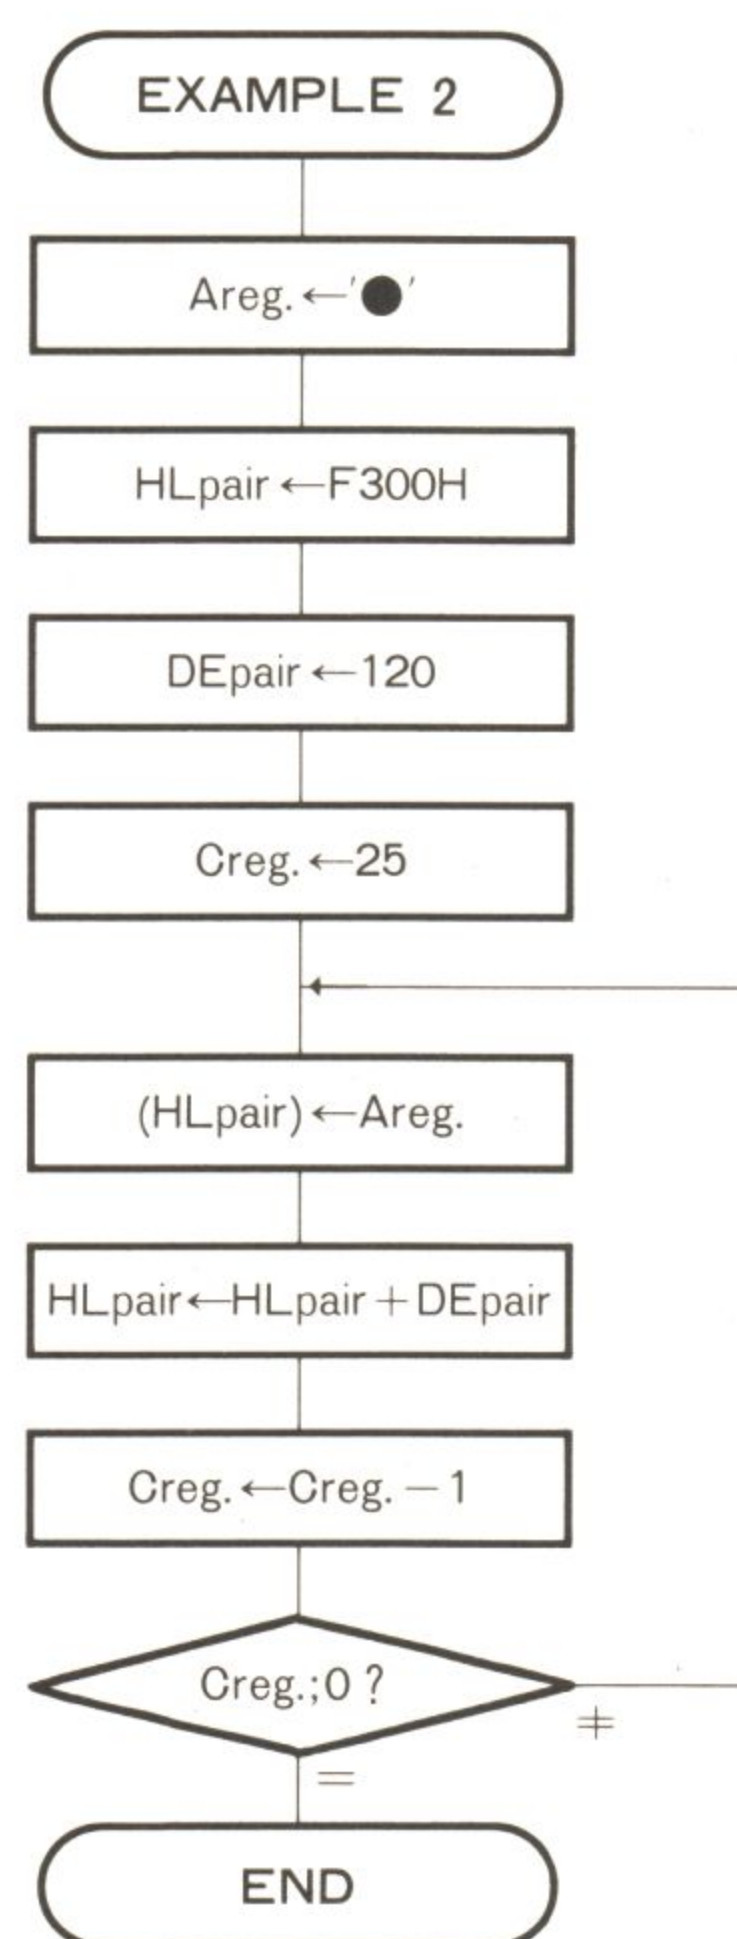 EXAMPLE 2
Areg.←'●'
HLpair←F300H
DEpair←120
Creg.←25
(HLpair)←Areg.
HLpair←HLpair+DEpair
Creg.←Creg.−1
Creg.;0?
≠
=
END